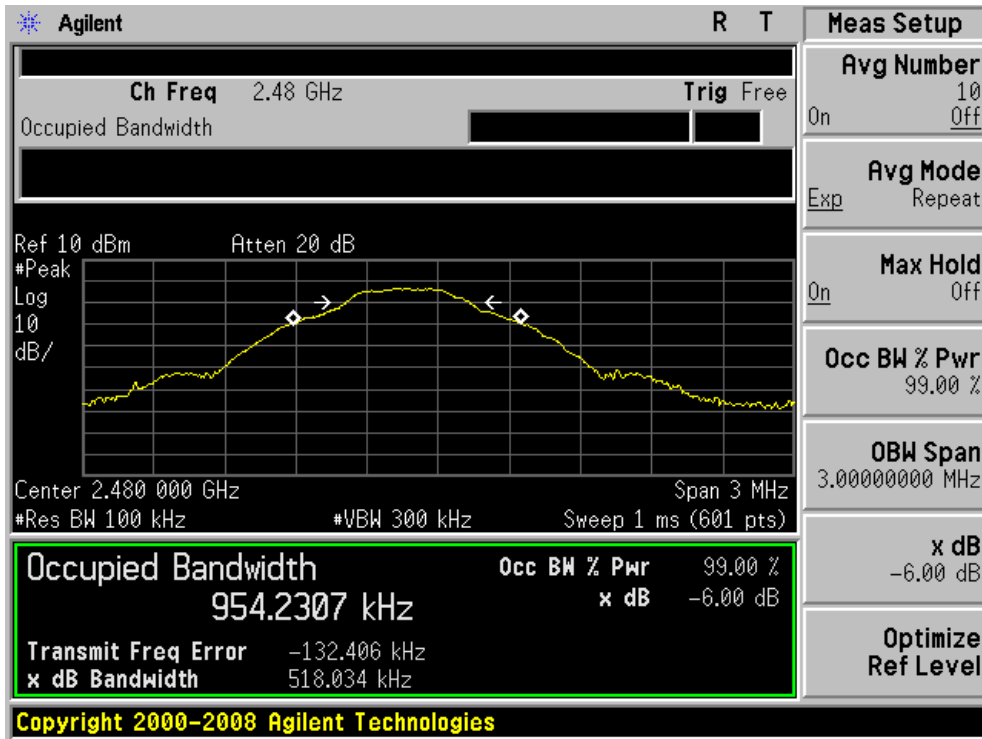 Agilent R T
Ch Freq 2.48 GHz Trig Free
Occupied Bandwidth
Ref 10 dBm Atten 20 dB
#Peak
Log
10
dB/
Center 2.480 000 GHz Span 3 MHz
#Res BW 100 kHz #VBW 300 kHz Sweep 1 ms (601 pts)
Occupied Bandwidth Occ BW % Pwr 99.00 %
954.2307 kHz x dB -6.00 dB
Transmit Freq Error -132.406 kHz
x dB Bandwidth 518.034 kHz
Copyright 2000-2008 Agilent Technologies
Meas Setup
Avg Number
10
On Off
Avg Mode
Exp Repeat
Max Hold
On Off
Occ BW % Pwr
99.00 %
OBW Span
3.00000000 MHz
x dB
-6.00 dB
Optimize
Ref Level